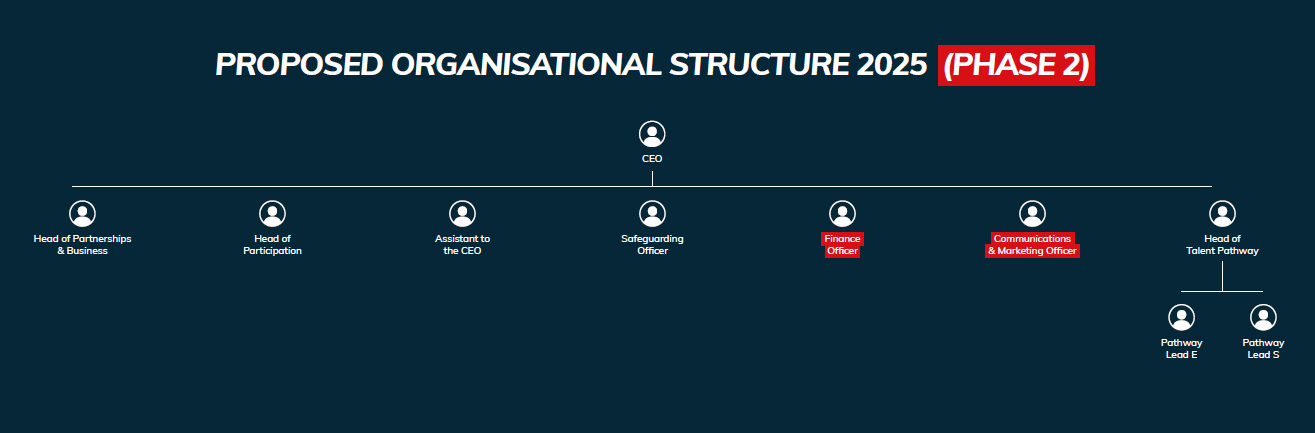 PROPOSED ORGANISATIONAL STRUCTURE 2025 (PHASE 2)
CEO
Head of Partnerships
& Business
Head of
Participation
Assistant to
the CEO
Safeguarding
Officer
Finance
Officer
Communications
& Marketing Officer
Head of
Talent Pathway
Pathway
Lead E
Pathway
Lead S